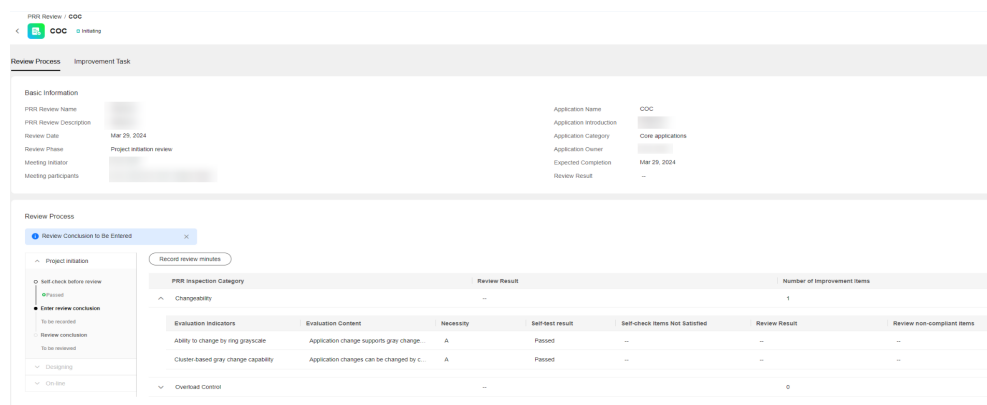 PRR Review / COC
COC Initiating
Review Process Improvement Task
Basic Information
PRR Review Name
Application Name COC
PRR Review Description
Application Introduction
Review Date Mar 29, 2024
Application Category Core applications
Review Phase Project initiation review
Application Owner
Meeting Initiator
Expected Completion Mar 29, 2024
Meeting participants
Review Result --
Review Process
Review Conclusion to Be Entered
Project initiation
Record review minutes
Self-check before review
Passed
Enter review conclusion
To be recorded
Review conclusion
To be reviewed
Designing
On-line
PRR Inspection Category Review Result Number of Improvement Items
Changeability -- 1
Evaluation Indicators Evaluation Content Necessity Self-test result Self-check Items Not Satisfied Review Result Review non-compliant items
Ability to change by ring grayscale Application change supports gray change... A Passed -- -- --
Cluster-based gray change capability Application changes can be changed by c... A Passed -- -- --
Overload Control -- 0